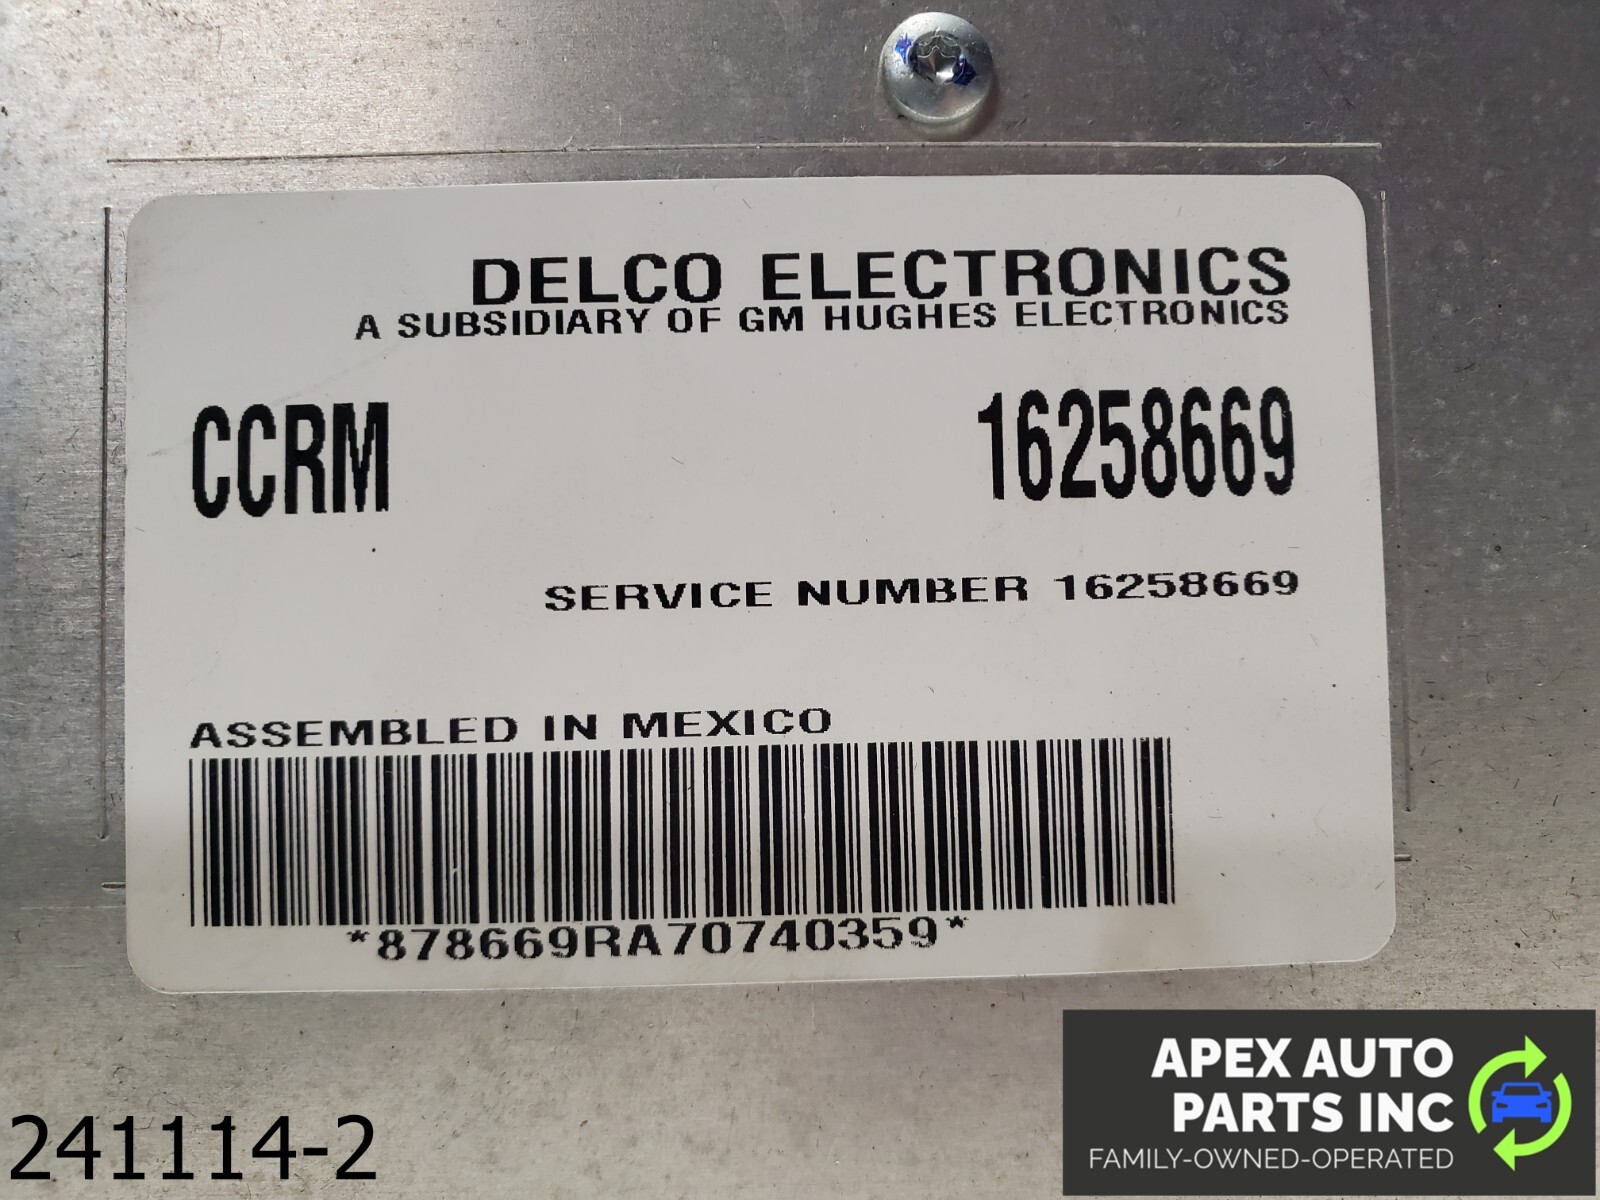 DELCO ELECTRONICS
A SUBSIDIARY OF GM HUGHES ELECTRONICS
CCRM 16258669
SERVICE NUMBER 16258669
ASSEMBLED IN MEXICO
*878669RA70740359*
241114-2
APEX AUTO
PARTS INC
FAMILY-OWNED-OPERATED